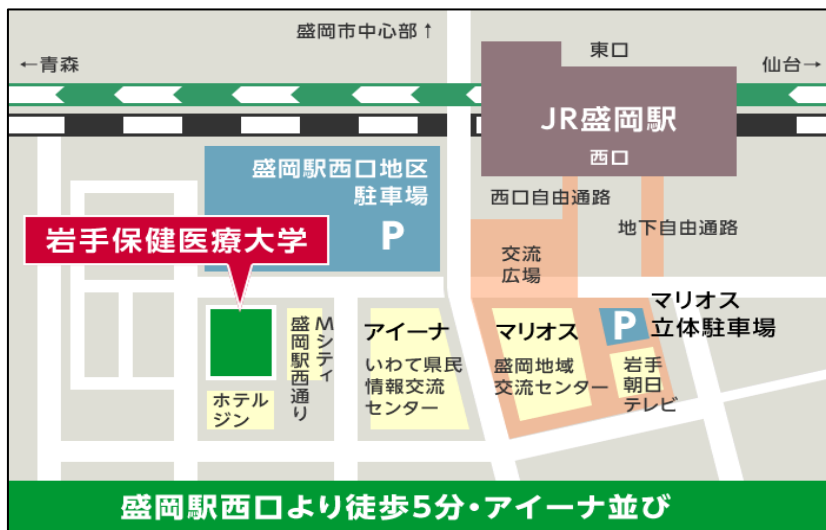 盛岡市中心部↑
←青森
東口
仙台→
JR盛岡駅
西口
盛岡駅西口地区
駐車場
P
西口自由通路
地下自由通路
岩手保健医療大学
交流
広場
マリオス
立体駐車場
P
Mシティ
盛岡駅西通り
アイーナ
いわて県民
情報交流
センター
マリオス
盛岡地域
交流センター
岩手
朝日
テレビ
ホテル
ジン
盛岡駅西口より徒歩5分・アイーナ並び